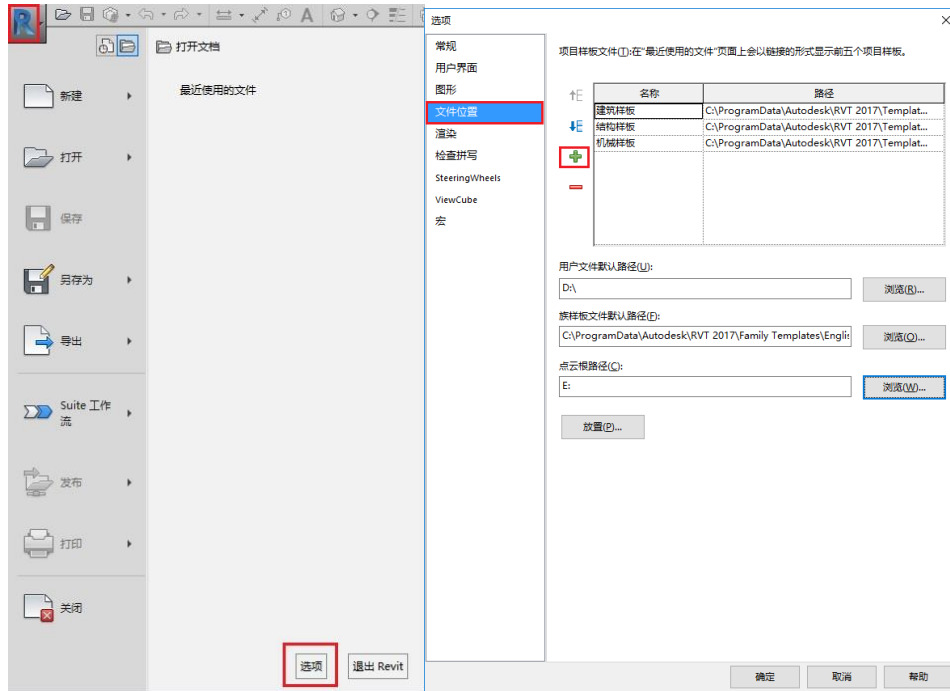 打开文档
最近使用的文件
新建
打开
保存
另存为
导出
Suite 工作
流
发布
打印
关闭
选项
退出 Revit
选项
常规
用户界面
图形
文件位置
渲染
检查拼写
SteeringWheels
ViewCube
宏
项目样板文件(T):在"最近使用的文件"页面上会以链接的形式显示前五个项目样板。
名称 路径
建筑样板 C:\ProgramData\Autodesk\RVT 2017\Templat...
结构样板 C:\ProgramData\Autodesk\RVT 2017\Templat...
机械样板 C:\ProgramData\Autodesk\RVT 2017\Templat...
用户文件默认路径(U):
D:\ 浏览(R)...
族样板文件默认路径(F):
C:\ProgramData\Autodesk\RVT 2017\Family Templates\Englis 浏览(O)...
点云根路径(C):
E: 浏览(W)...
放置(P)...
确定 取消 帮助